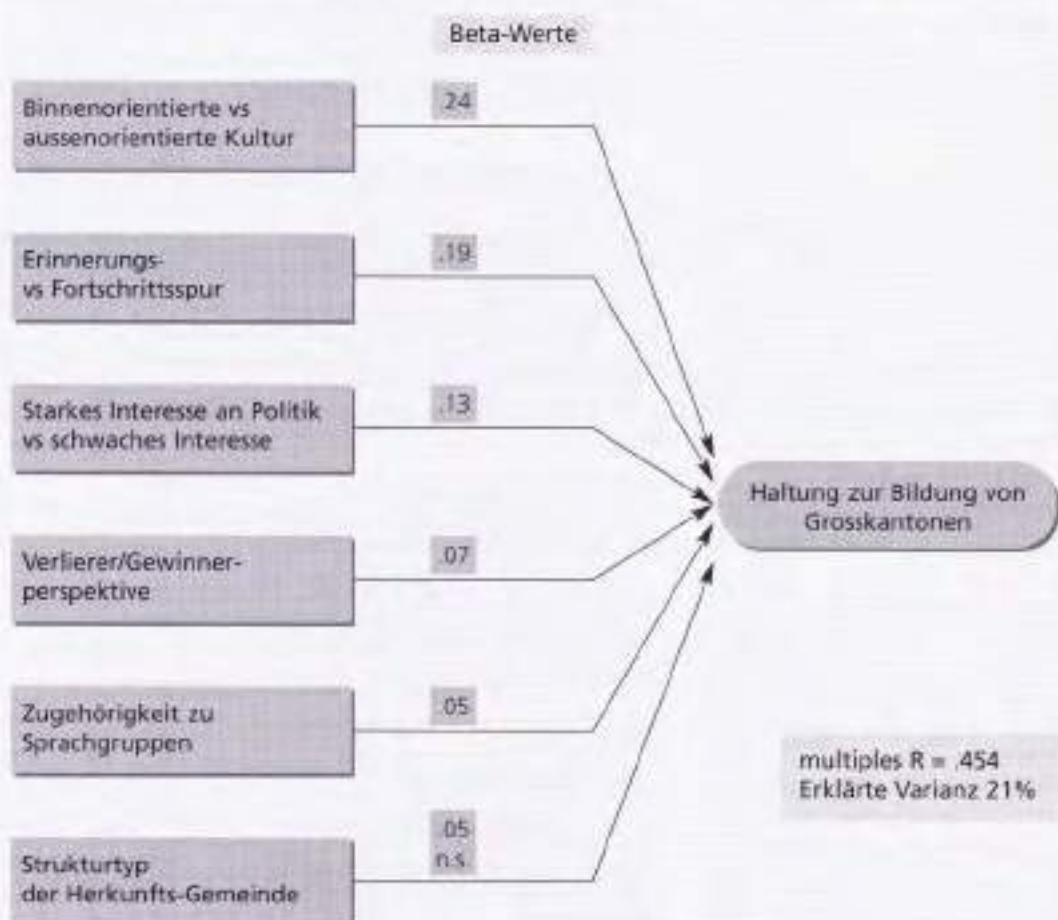 Beta-Werte
Binnenorientierte vs
aussenorientierte Kultur
.24
Erinnerungs-
vs Fortschrittsspur
.19
Starkes Interesse an Politik
vs schwaches Interesse
.13
Verlierer/Gewinner-
perspektive
.07
Zugehörigkeit zu
Sprachgruppen
.05
Strukturtyp
der Herkunfts-Gemeinde
.05
n.s.
Haltung zur Bildung von
Grosskantonen
multiples R = .454
Erklärte Varianz 21%